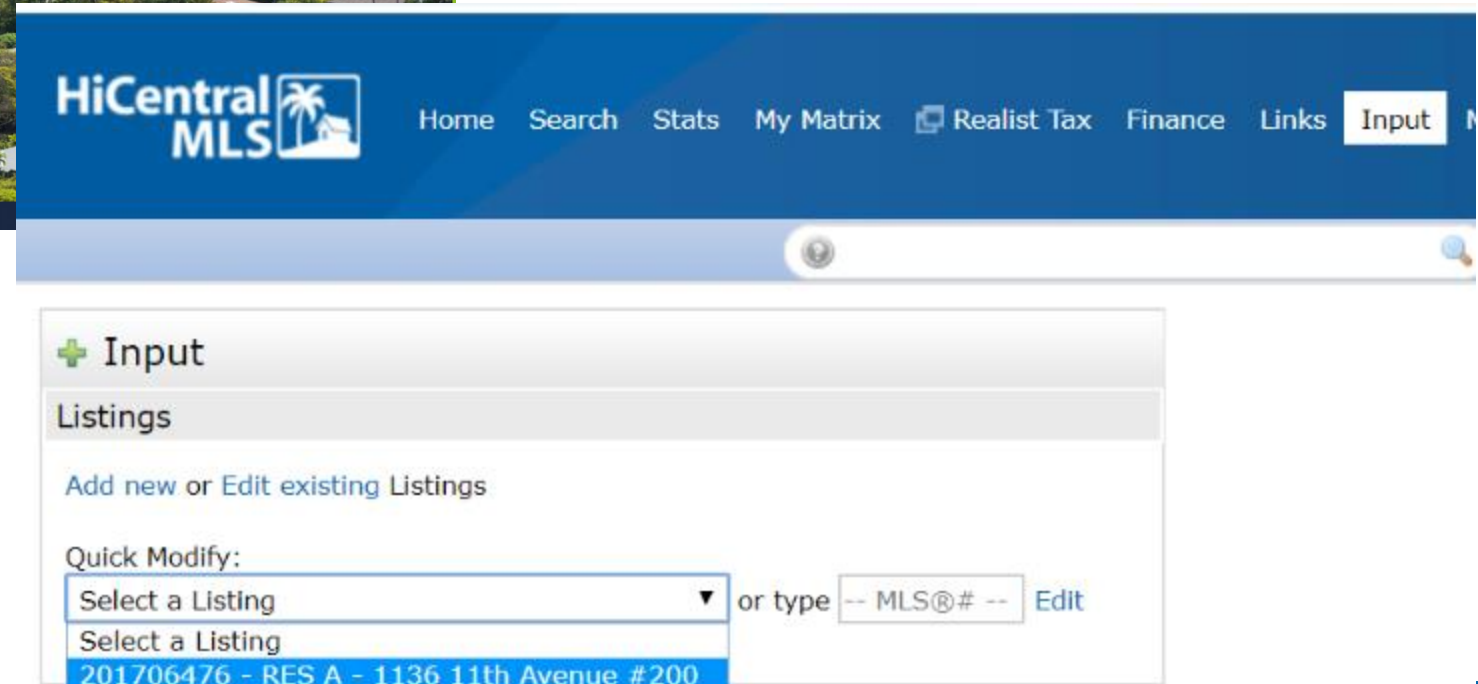 HiCentral
MLS
Home Search Stats My Matrix Realist Tax Finance Links Input
Input
Listings
Add new or Edit existing Listings
Quick Modify:
Select a Listing ▼ or type -- MLS®# -- Edit
Select a Listing
201706476 - RES A - 1136 11th Avenue #200